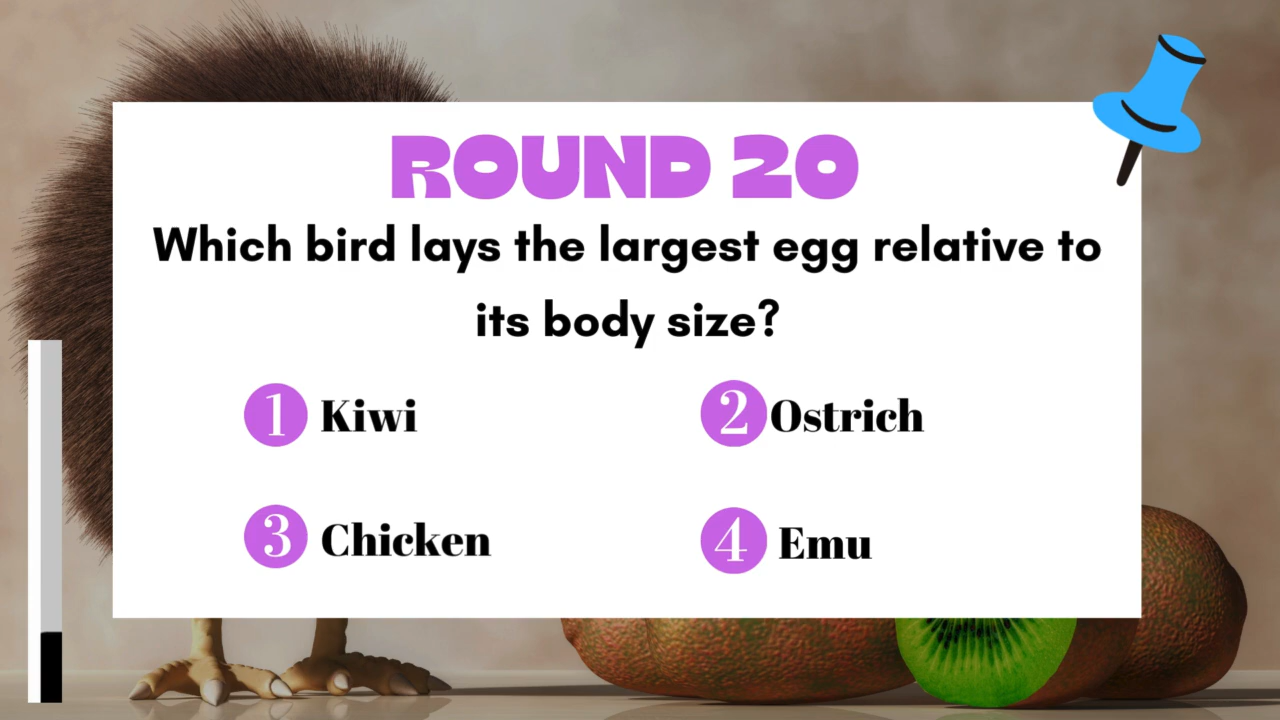 ROUND 20
Which bird lays the largest egg relative to
its body size?
1 Kiwi
2 Ostrich
3 Chicken
4 Emu